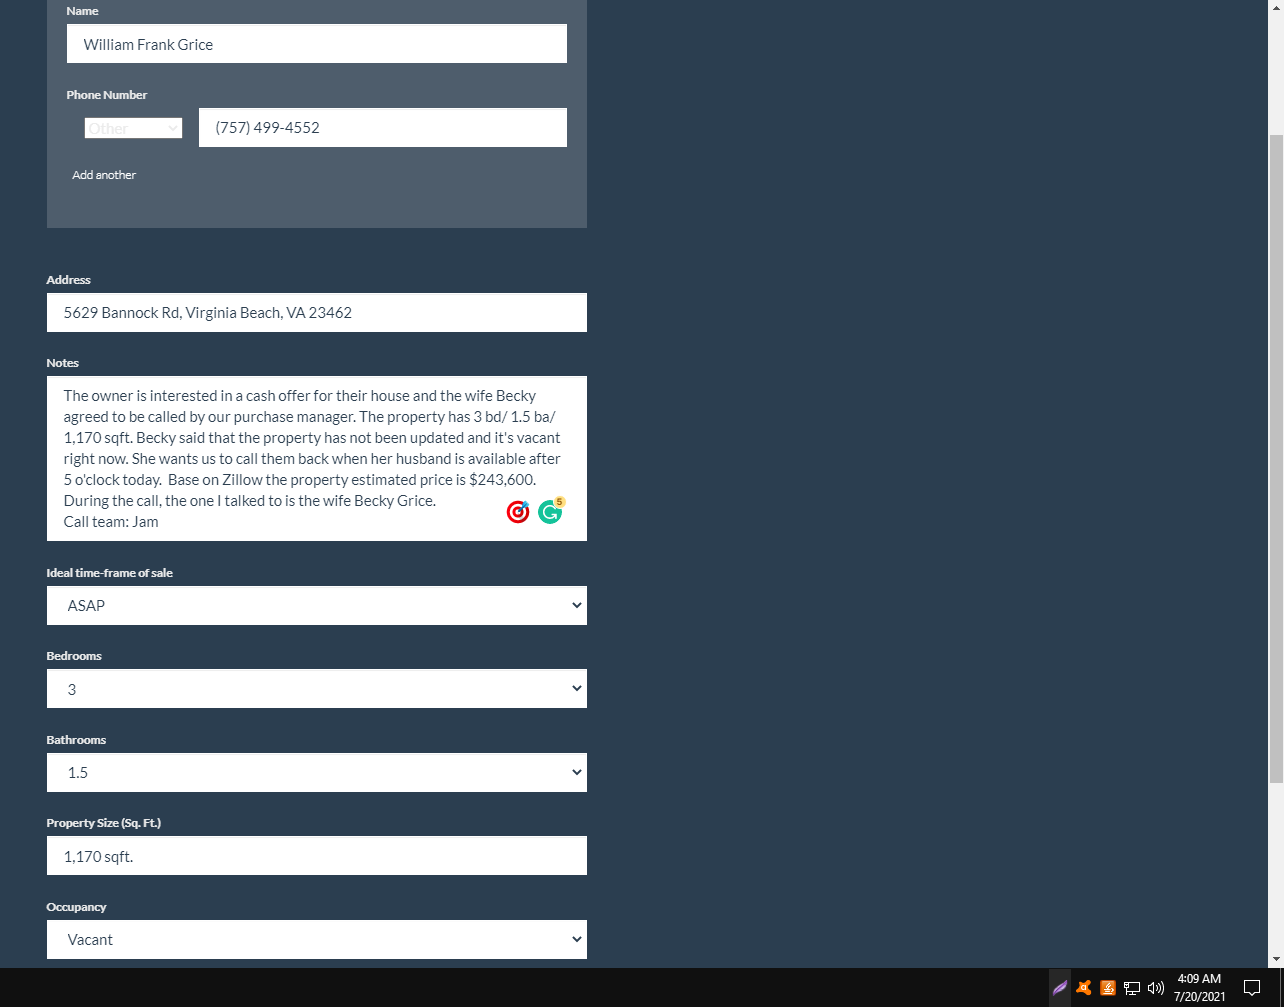 Name
William Frank Grice
Phone Number
Other
(757) 499-4552
Add another
Address
5629 Bannock Rd, Virginia Beach, VA 23462
Notes
The owner is interested in a cash offer for their house and the wife Becky
agreed to be called by our purchase manager. The property has 3 bd/ 1.5 ba/
1,170 sqft. Becky said that the property has not been updated and it's vacant
right now. She wants us to call them back when her husband is available after
5 o'clock today.  Base on Zillow the property estimated price is $243,600.
During the call, the one I talked to is the wife Becky Grice.
5
Call team: Jam
Ideal time-frame of sale
ASAP
Bedrooms
3
Bathrooms
1.5
Property Size (Sq. Ft.)
1,170 sqft.
Occupancy
Vacant
4:09 AM
7/20/2021